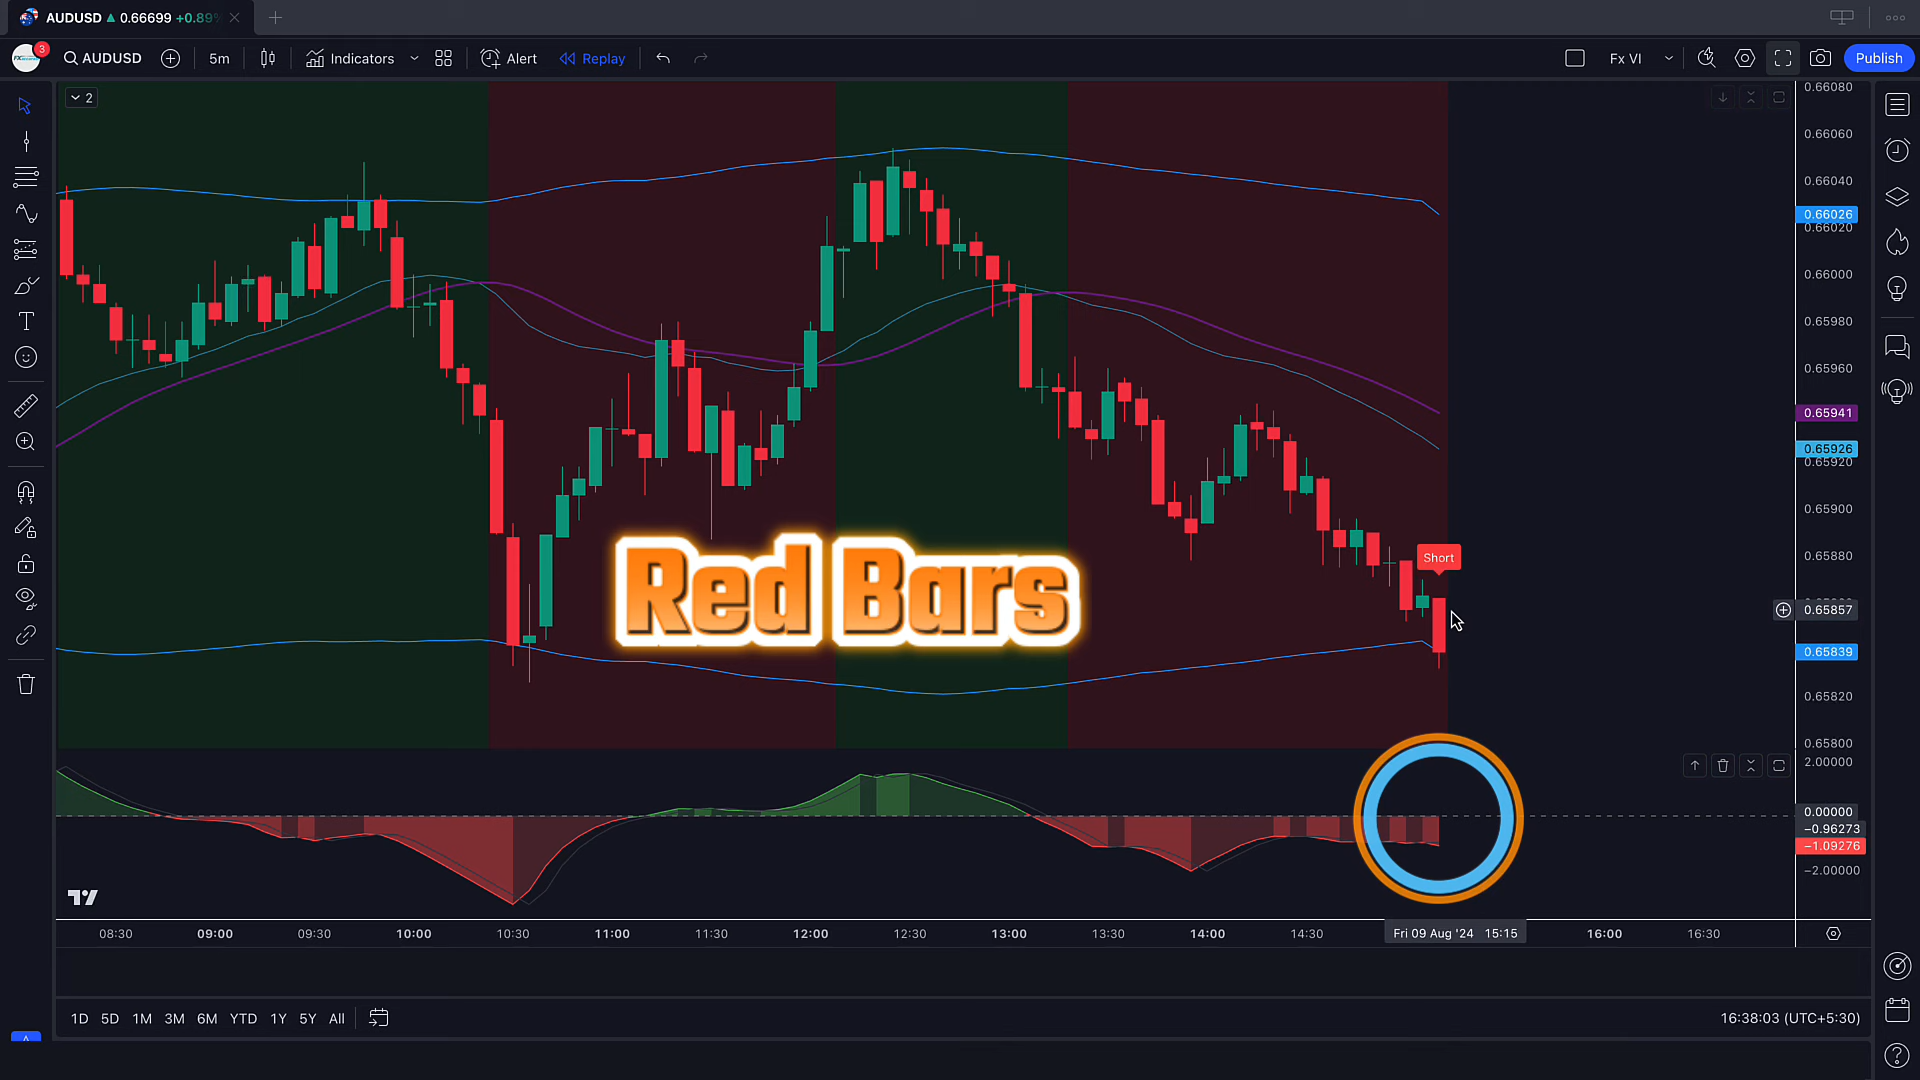 AUDUSD ▲ 0.66699 +0.89%
3
AUDUSD
5m
Indicators
Alert
Replay
Fx VI
Publish
2
0.66080
0.66060
0.66040
0.66026
0.66020
0.66000
0.65980
0.65960
0.65941
0.65926
0.65920
0.65900
0.65880
Short
0.65857
Red Bars
0.65839
0.65820
0.65800
2.00000
0.00000
−0.96273
−1.09276
−2.00000
08:30 09:00 09:30 10:00 10:30 11:00 11:30 12:00 12:30 13:00 13:30 14:00 14:30 Fri 09 Aug '24 15:15 16:00 16:30
1D 5D 1M 3M 6M YTD 1Y 5Y All
16:38:03 (UTC+5:30)